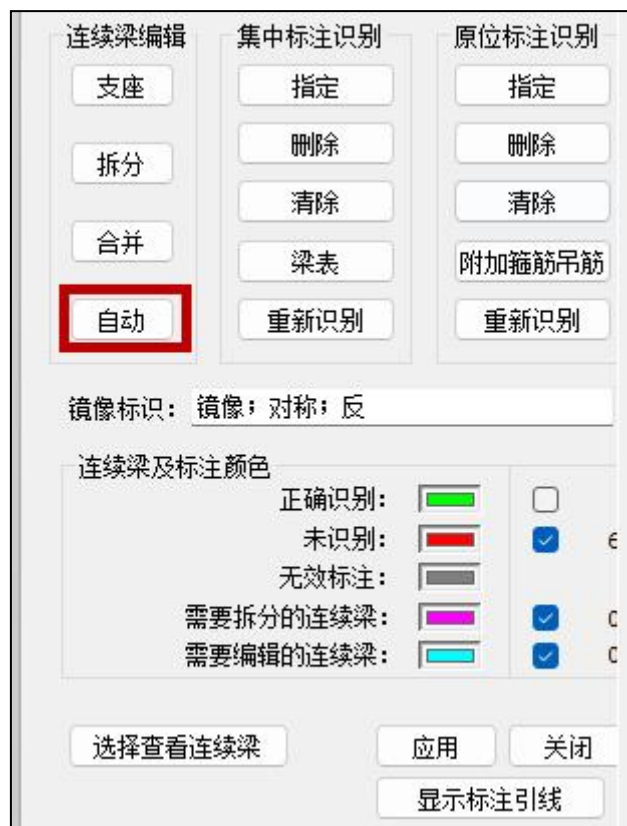 连续梁编辑 集中标注识别 原位标注识别
支座 指定 指定
拆分 删除 删除
清除 清除
合并 梁表 附加箍筋吊筋
自动 重新识别 重新识别
镜像标识： 镜像；对称；反
连续梁及标注颜色
正确识别：
未识别： 6
无效标注：
需要拆分的连续梁： 0
需要编辑的连续梁： 0
选择查看连续梁 应用 关闭
显示标注引线